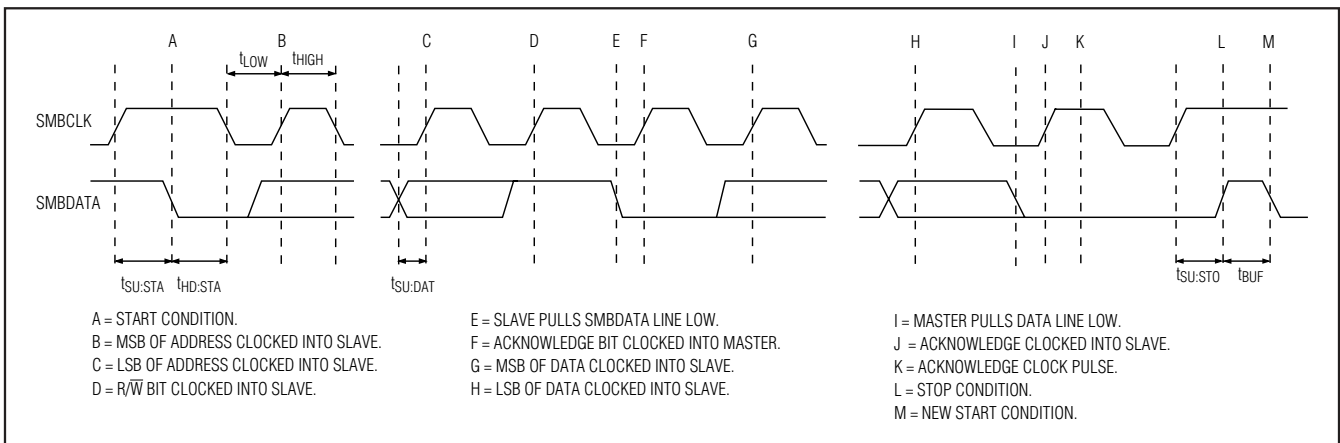 A B C D E F G H I J K L M
tLOW tHIGH
SMBCLK
SMBDATA
tSU:STA tHD:STA tSU:DAT tSU:STO tBUF
A = START CONDITION.
B = MSB OF ADDRESS CLOCKED INTO SLAVE.
C = LSB OF ADDRESS CLOCKED INTO SLAVE.
D = R/W̅ BIT CLOCKED INTO SLAVE.
E = SLAVE PULLS SMBDATA LINE LOW.
F = ACKNOWLEDGE BIT CLOCKED INTO MASTER.
G = MSB OF DATA CLOCKED INTO SLAVE.
H = LSB OF DATA CLOCKED INTO SLAVE.
I = MASTER PULLS DATA LINE LOW.
J = ACKNOWLEDGE CLOCKED INTO SLAVE.
K = ACKNOWLEDGE CLOCK PULSE.
L = STOP CONDITION.
M = NEW START CONDITION.